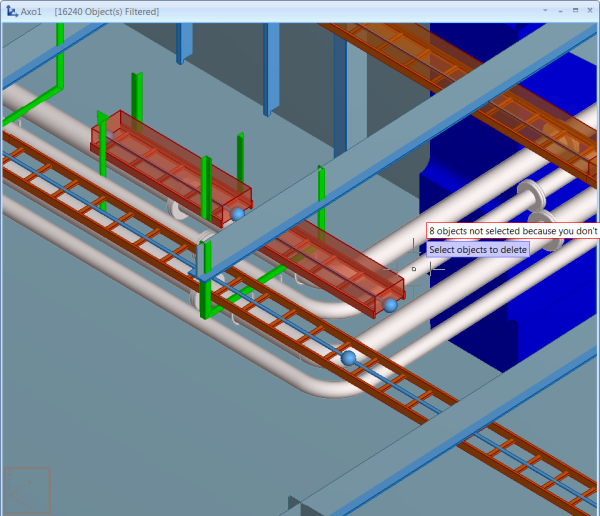 Axo1 [16240 Object(s) Filtered]
8 objects not selected because you don't
Select objects to delete